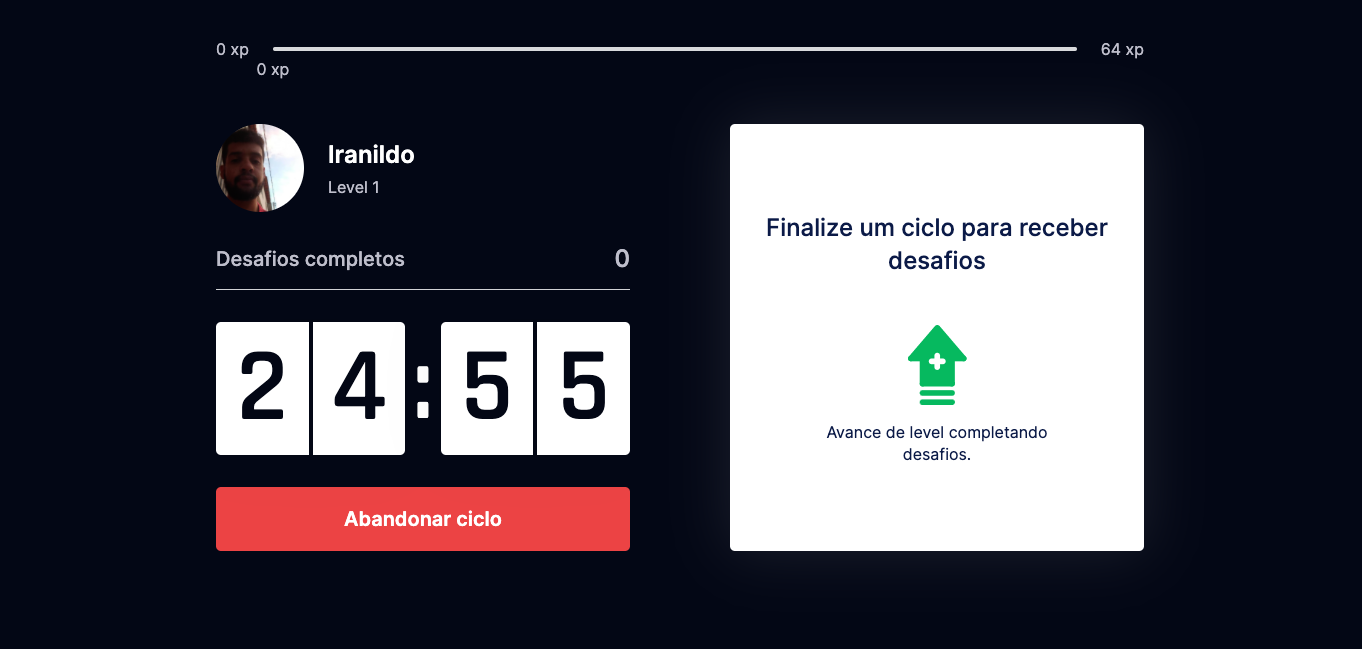 0 xp
64 xp
0 xp
Iranildo
Level 1
Desafios completos 0
24:55
Abandonar ciclo
Finalize um ciclo para receber
desafios
Avance de level completando
desafios.